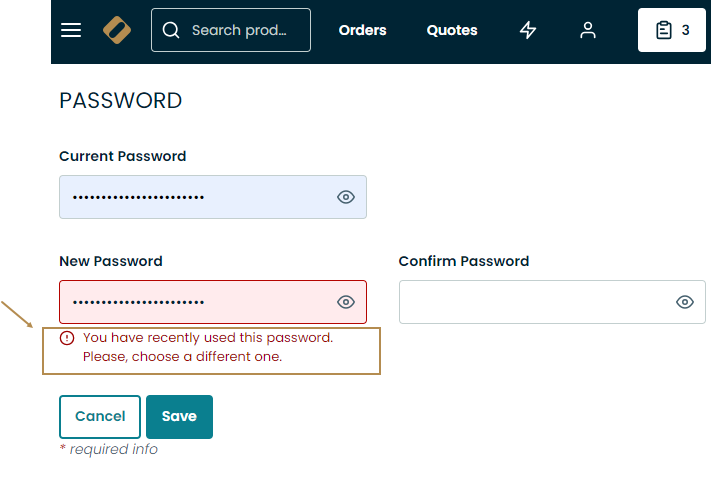 Search prod... Orders Quotes 3
PASSWORD
Current Password
•••••••••••••••••••••••
New Password Confirm Password
•••••••••••••••••••••••
You have recently used this password.
Please, choose a different one.
Cancel Save
* required info